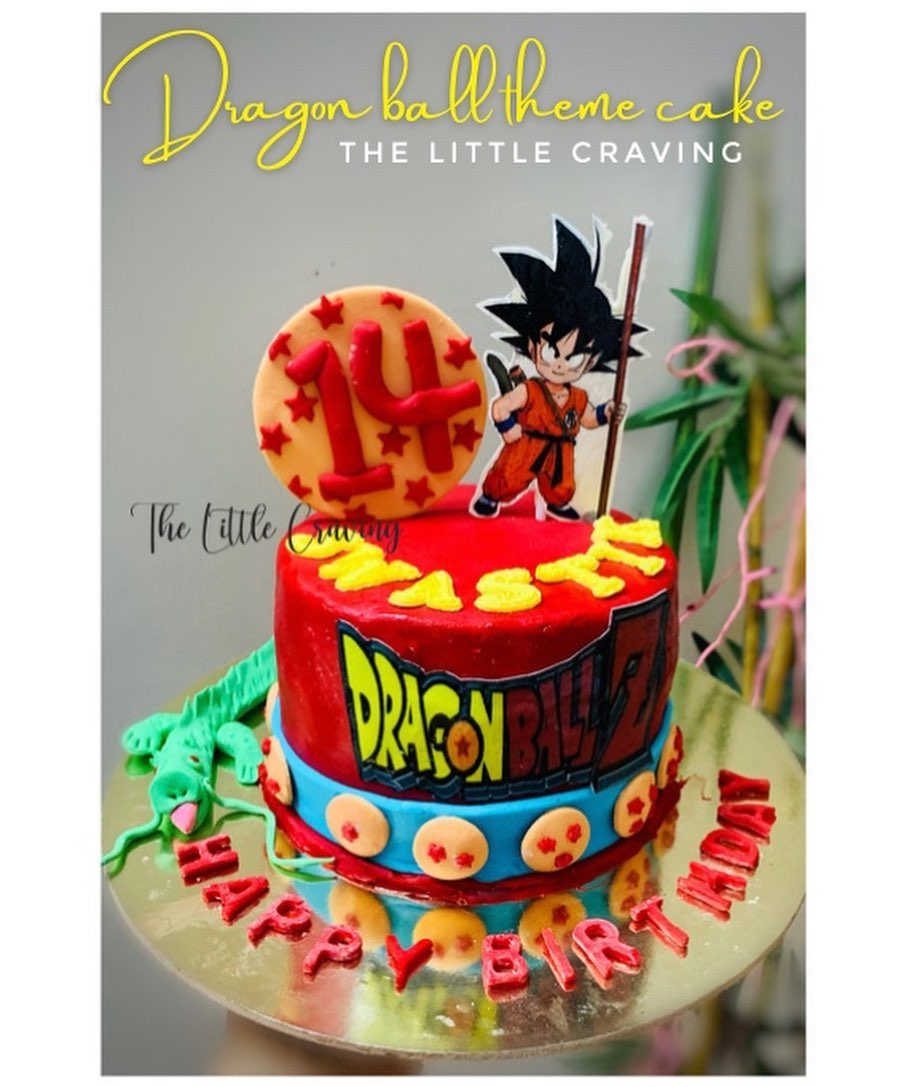 Dragon ball theme cake
THE LITTLE CRAVING
14
The Little Craving
DRAGON BALL Z
HAPPY BIRTHDAY